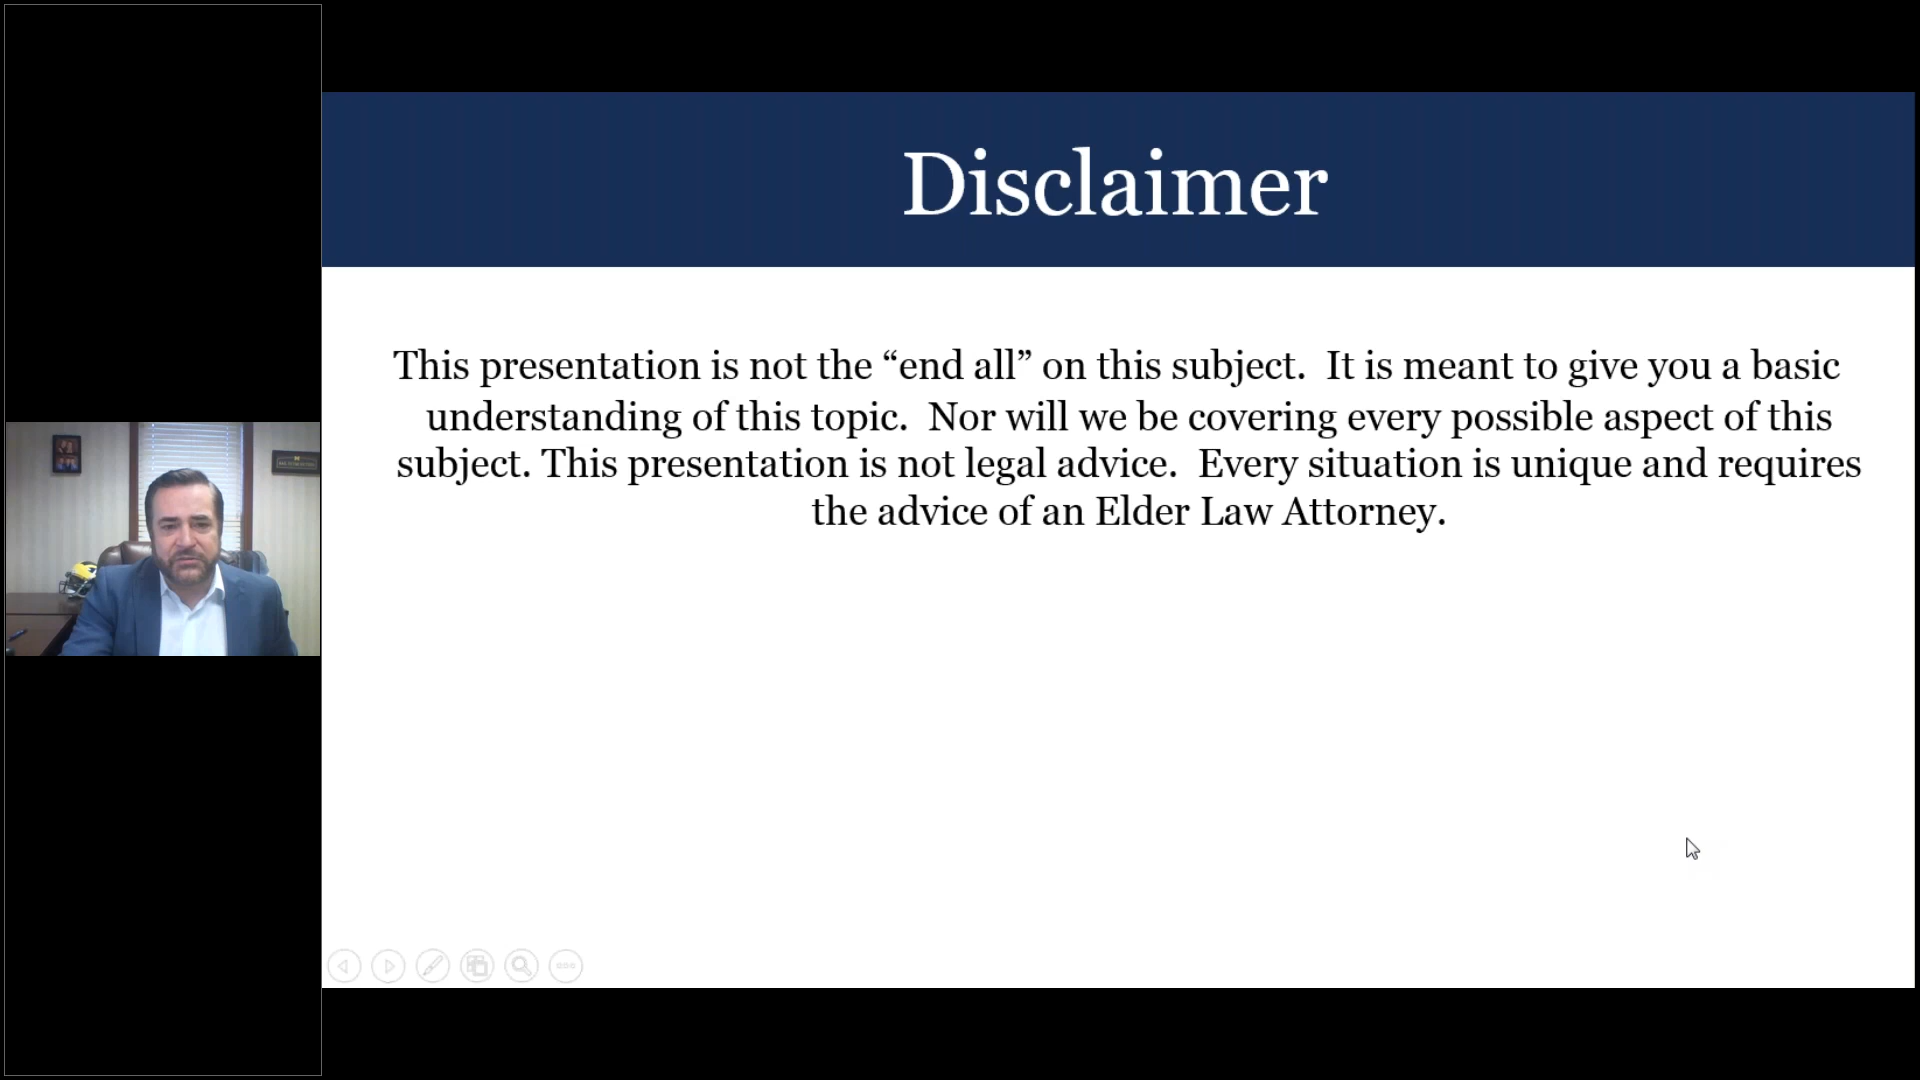 Disclaimer
This presentation is not the “end all” on this subject.  It is meant to give you a basic
understanding of this topic.  Nor will we be covering every possible aspect of this
subject. This presentation is not legal advice.  Every situation is unique and requires
the advice of an Elder Law Attorney.